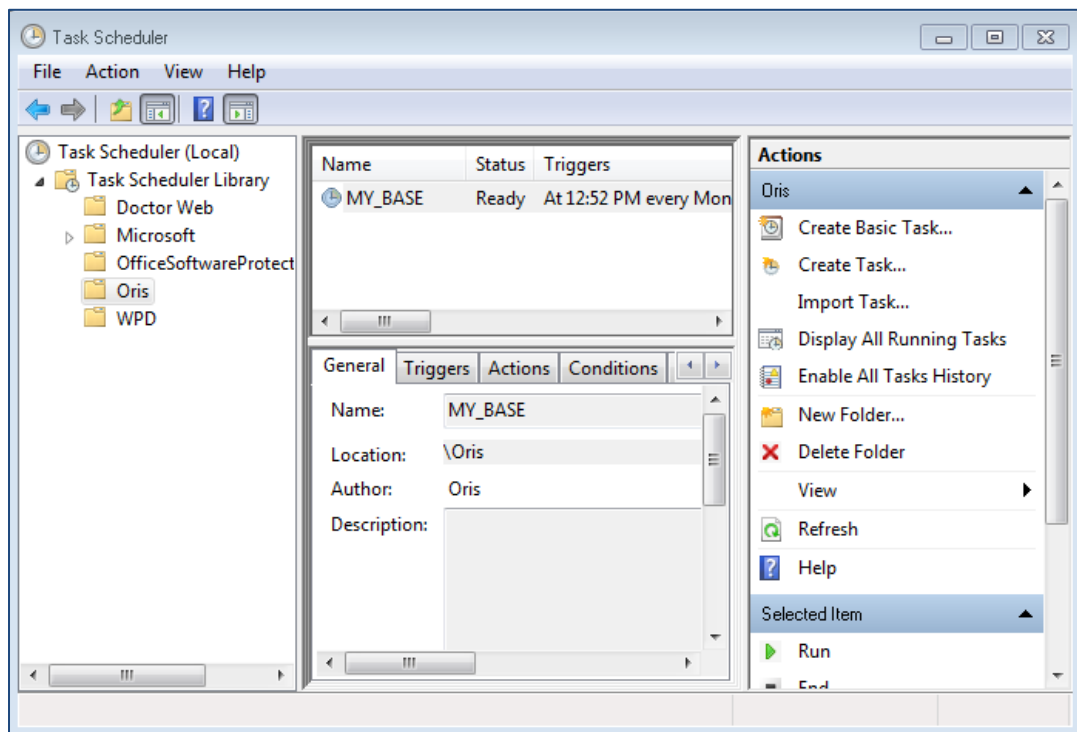 Task Scheduler
File Action View Help
Task Scheduler (Local)
Task Scheduler Library
Doctor Web
Microsoft
OfficeSoftwareProtect
Oris
WPD
Name Status Triggers
MY_BASE Ready At 12:52 PM every Mon
General Triggers Actions Conditions
Name: MY_BASE
Location: \Oris
Author: Oris
Description:
Actions
Oris
Create Basic Task...
Create Task...
Import Task...
Display All Running Tasks
Enable All Tasks History
New Folder...
Delete Folder
View
Refresh
Help
Selected Item
Run
End